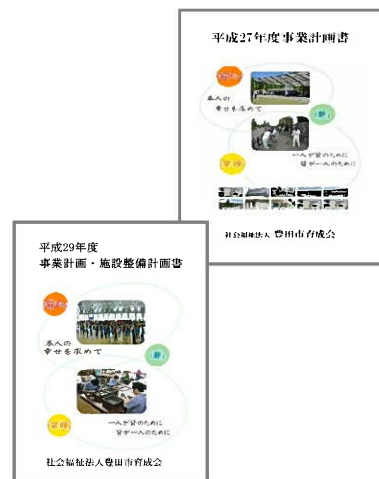 平成27年度事業計画書
本人の
幸せを求めて
一人が皆のために
皆が一人のために
社会福祉法人 豊田市育成会
平成29年度
事業計画・施設整備計画書
本人の
幸せを求めて
一人が皆のために
皆が一人のために
社会福祉法人豊田市育成会